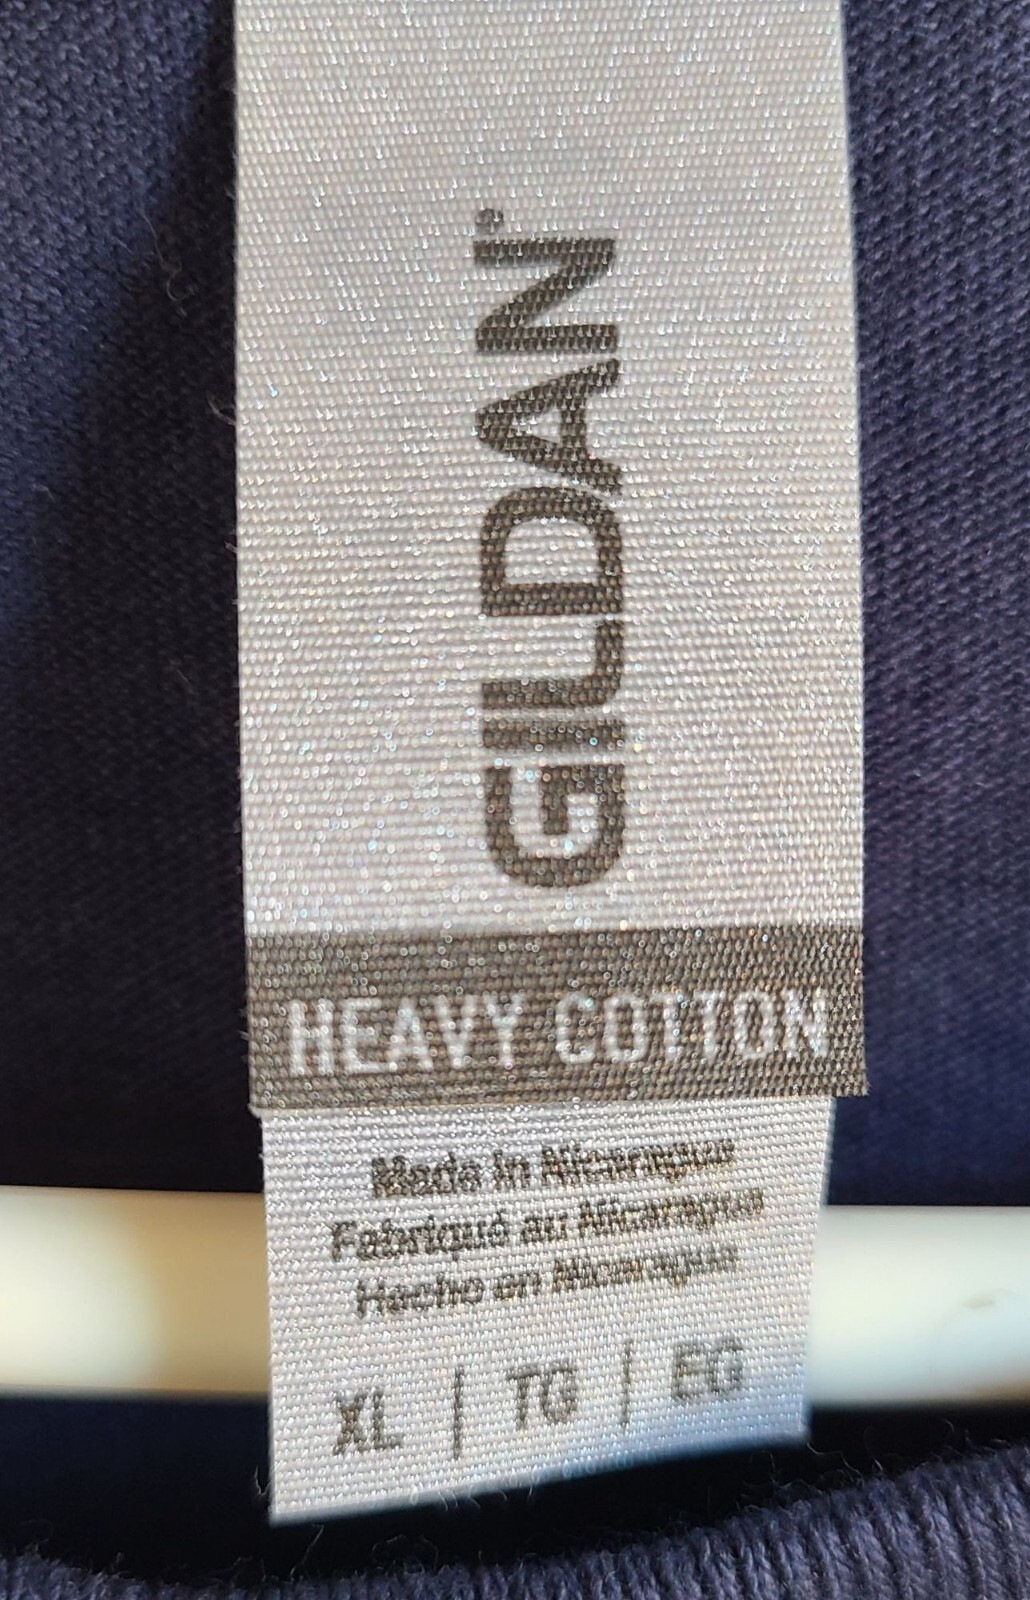 GILDAN®
HEAVY COTTON
Made in Nicaragua
Fabriqué au Nicaragua
Hecho en Nicaragua
XL | TG | EG